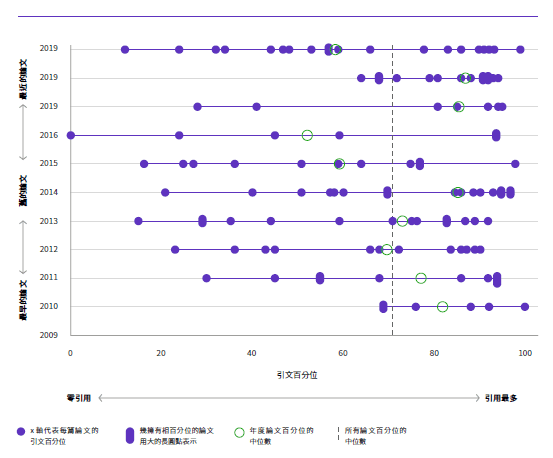 2019
2019
2019
2016
2015
2014
2013
2012
2011
2010
2009
最近的論文
舊的論文
最早的論文
0 20 40 60 80 100
引文百分位
零引用 引用最多
x 軸代表每篇論文的
引文百分位
幾擁有相百分位的論文
用大的長圓點表示
年度論文百分位的
中位數
所有論文百分位的
中位數